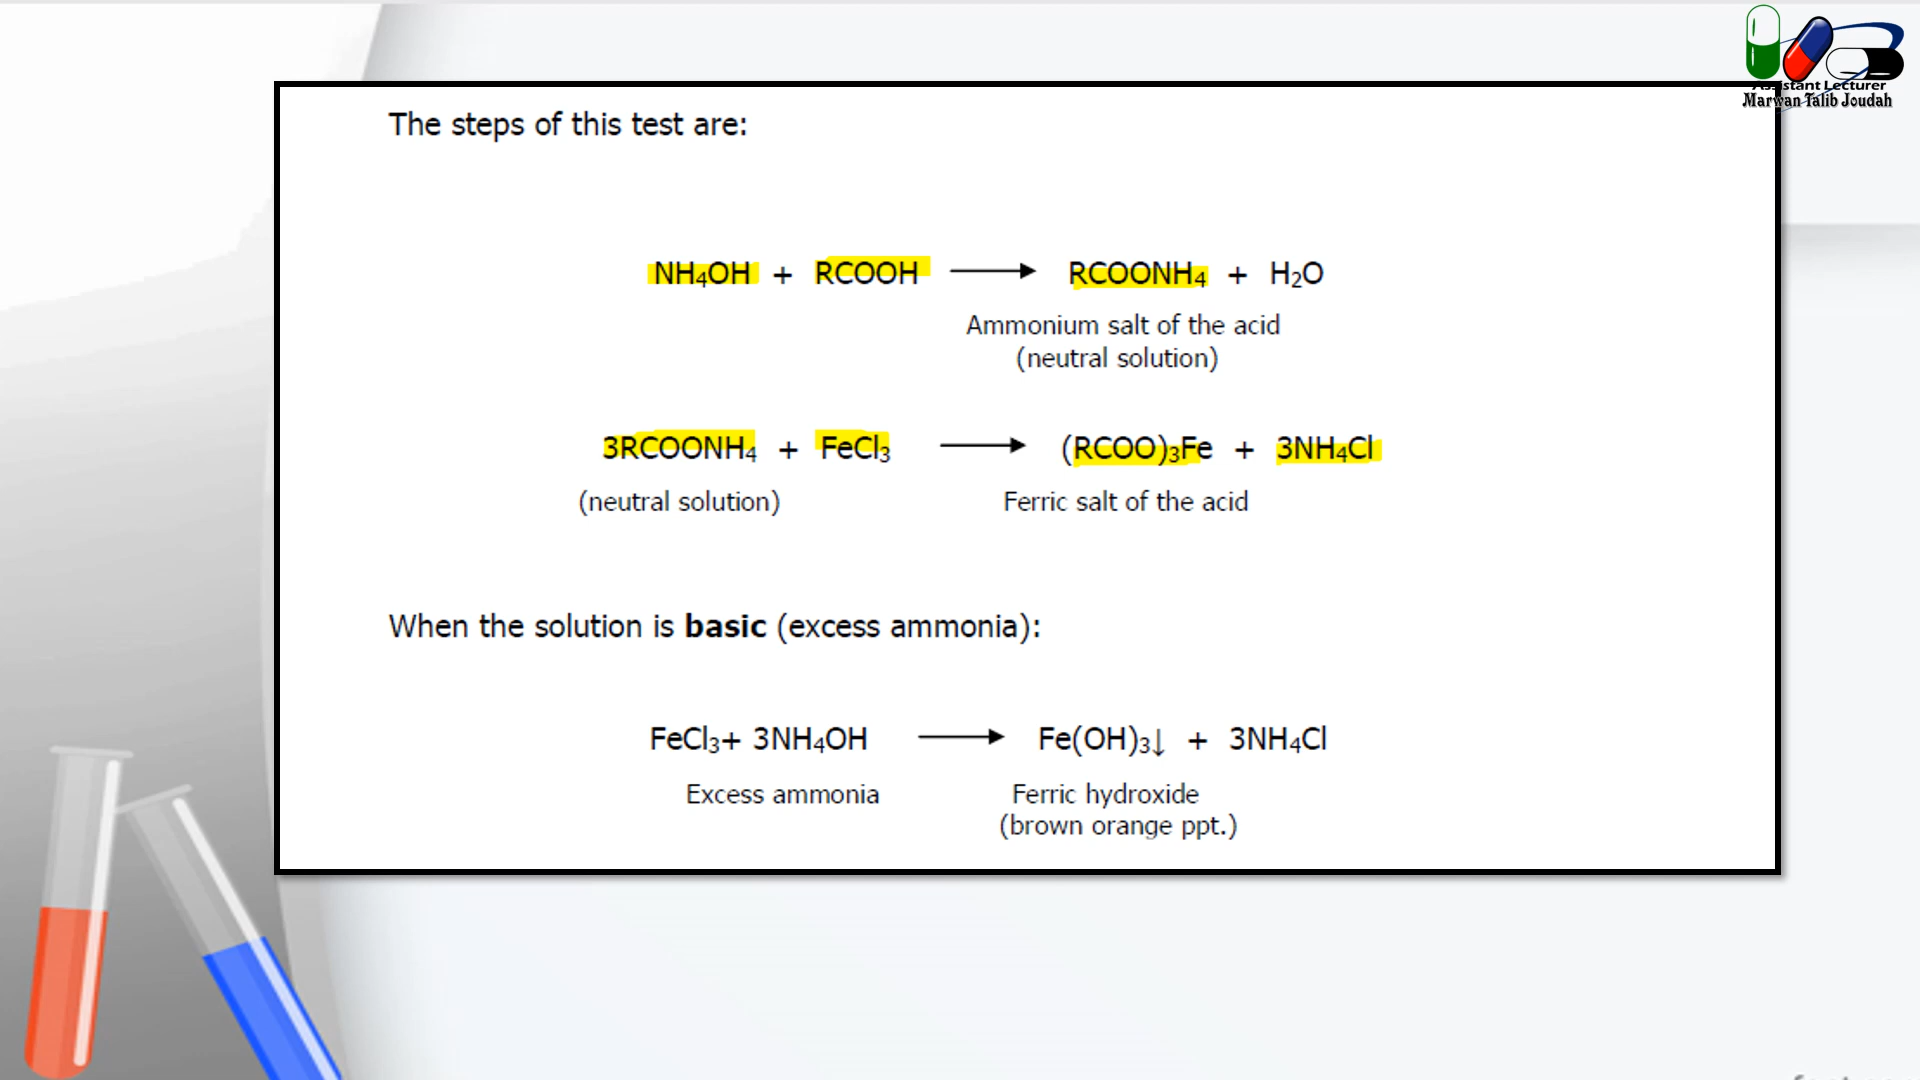 Assistant Lecturer
Marwan Talib Joudah
The steps of this test are:
NH₄OH + RCOOH ⟶ RCOONH₄ + H₂O
Ammonium salt of the acid
(neutral solution)
3RCOONH₄ + FeCl₃ ⟶ (RCOO)₃Fe + 3NH₄Cl
(neutral solution) Ferric salt of the acid
When the solution is basic (excess ammonia):
FeCl₃+ 3NH₄OH ⟶ Fe(OH)₃↓ + 3NH₄Cl
Excess ammonia Ferric hydroxide
(brown orange ppt.)